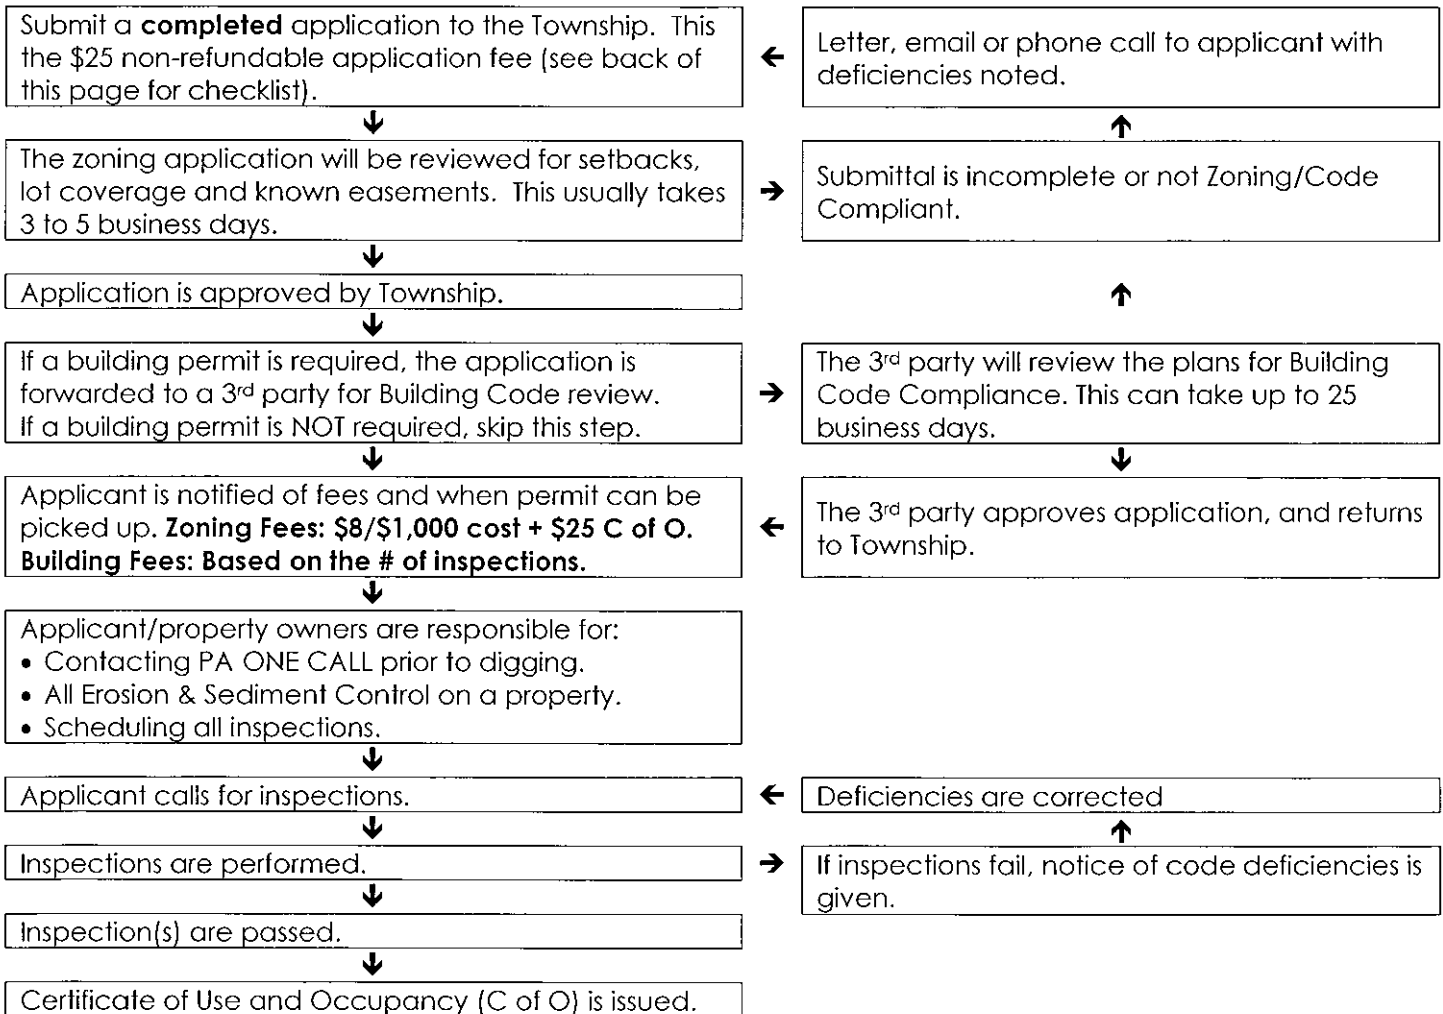 Submit a completed application to the Township. This
the $25 non-refundable application fee (see back of
this page for checklist).
←
Letter, email or phone call to applicant with
deficiencies noted.
↓
↑
The zoning application will be reviewed for setbacks,
lot coverage and known easements. This usually takes
3 to 5 business days.
→
Submittal is incomplete or not Zoning/Code
Compliant.
↓
Application is approved by Township.
↑
↓
If a building permit is required, the application is
forwarded to a 3rd party for Building Code review.
If a building permit is NOT required, skip this step.
→
The 3rd party will review the plans for Building
Code Compliance. This can take up to 25
business days.
↓
↓
Applicant is notified of fees and when permit can be
picked up. Zoning Fees: $8/$1,000 cost + $25 C of O.
Building Fees: Based on the # of inspections.
←
The 3rd party approves application, and returns
to Township.
↓
Applicant/property owners are responsible for:
• Contacting PA ONE CALL prior to digging.
• All Erosion & Sediment Control on a property.
• Scheduling all inspections.
↓
Applicant calls for inspections.
←
Deficiencies are corrected
↓
↑
Inspections are performed.
→
If inspections fail, notice of code deficiencies is
given.
↓
Inspection(s) are passed.
↓
Certificate of Use and Occupancy (C of O) is issued.